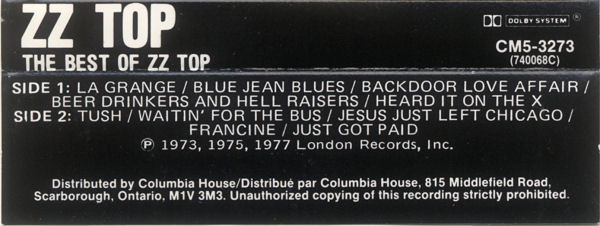 ZZ TOP
DOLBY SYSTEM
THE BEST OF ZZ TOP
CM5-3273
(740068C)
SIDE 1: LA GRANGE / BLUE JEAN BLUES / BACKDOOR LOVE AFFAIR /
BEER DRINKERS AND HELL RAISERS / HEARD IT ON THE X
SIDE 2: TUSH / WAITIN' FOR THE BUS / JESUS JUST LEFT CHICAGO /
FRANCINE / JUST GOT PAID
℗ 1973, 1975, 1977 London Records, Inc.
Distributed by Columbia House/Distribué par Columbia House, 815 Middlefield Road,
Scarborough, Ontario, M1V 3M3. Unauthorized copying of this recording strictly prohibited.